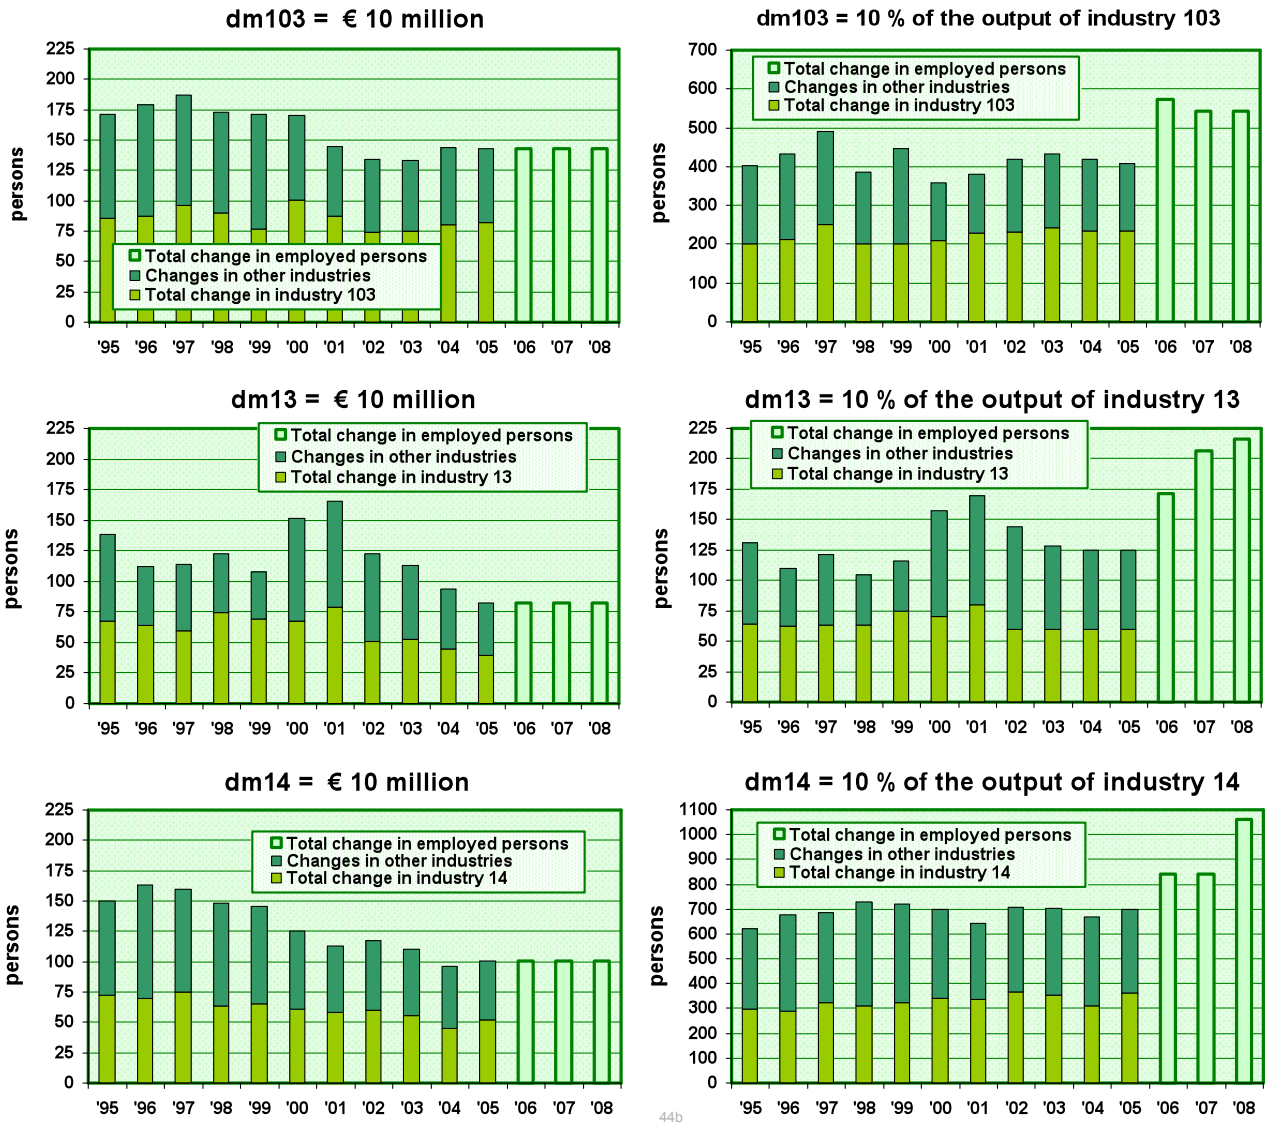 dm103 = € 10 million
225
200
175
150
125
100
75
50
25
0
persons
Total change in employed persons
Changes in other industries
Total change in industry 103
'95 '96 '97 '98 '99 '00 '01 '02 '03 '04 '05 '06 '07 '08
dm103 = 10 % of the output of industry 103
700
600
500
400
300
200
100
0
persons
Total change in employed persons
Changes in other industries
Total change in industry 103
'95 '96 '97 '98 '99 '00 '01 '02 '03 '04 '05 '06 '07 '08
dm13 = € 10 million
225
200
175
150
125
100
75
50
25
0
persons
Total change in employed persons
Changes in other industries
Total change in industry 13
'95 '96 '97 '98 '99 '00 '01 '02 '03 '04 '05 '06 '07 '08
dm13 = 10 % of the output of industry 13
225
200
175
150
125
100
75
50
25
0
persons
Total change in employed persons
Changes in other industries
Total change in industry 13
'95 '96 '97 '98 '99 '00 '01 '02 '03 '04 '05 '06 '07 '08
dm14 = € 10 million
225
200
175
150
125
100
75
50
25
0
persons
Total change in employed persons
Changes in other industries
Total change in industry 14
'95 '96 '97 '98 '99 '00 '01 '02 '03 '04 '05 '06 '07 '08
dm14 = 10 % of the output of industry 14
1100
1000
900
800
700
600
500
400
300
200
100
0
persons
Total change in employed persons
Changes in other industries
Total change in industry 14
'95 '96 '97 '98 '99 '00 '01 '02 '03 '04 '05 '06 '07 '08
44b